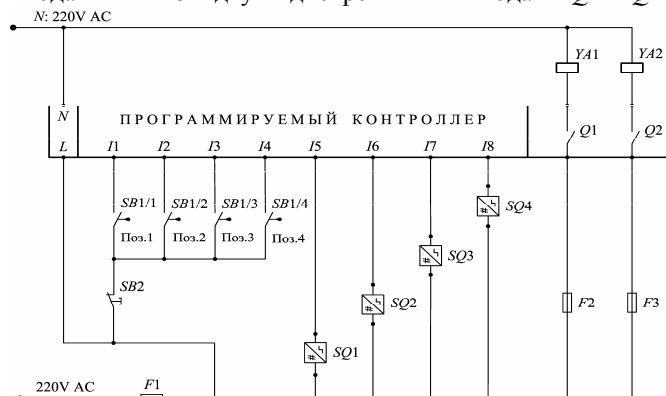 N: 220V AC
YA1 YA2
N ПРОГРАММИРУЕМЫЙ КОНТРОЛЛЕР Q1 Q2
L I1 I2 I3 I4 I5 I6 I7 I8
SB1/1 SB1/2 SB1/3 SB1/4 SQ4
Поз.1 Поз.2 Поз.3 Поз.4
SQ3
SB2 SQ2 F2 F3
SQ1
220V AC F1